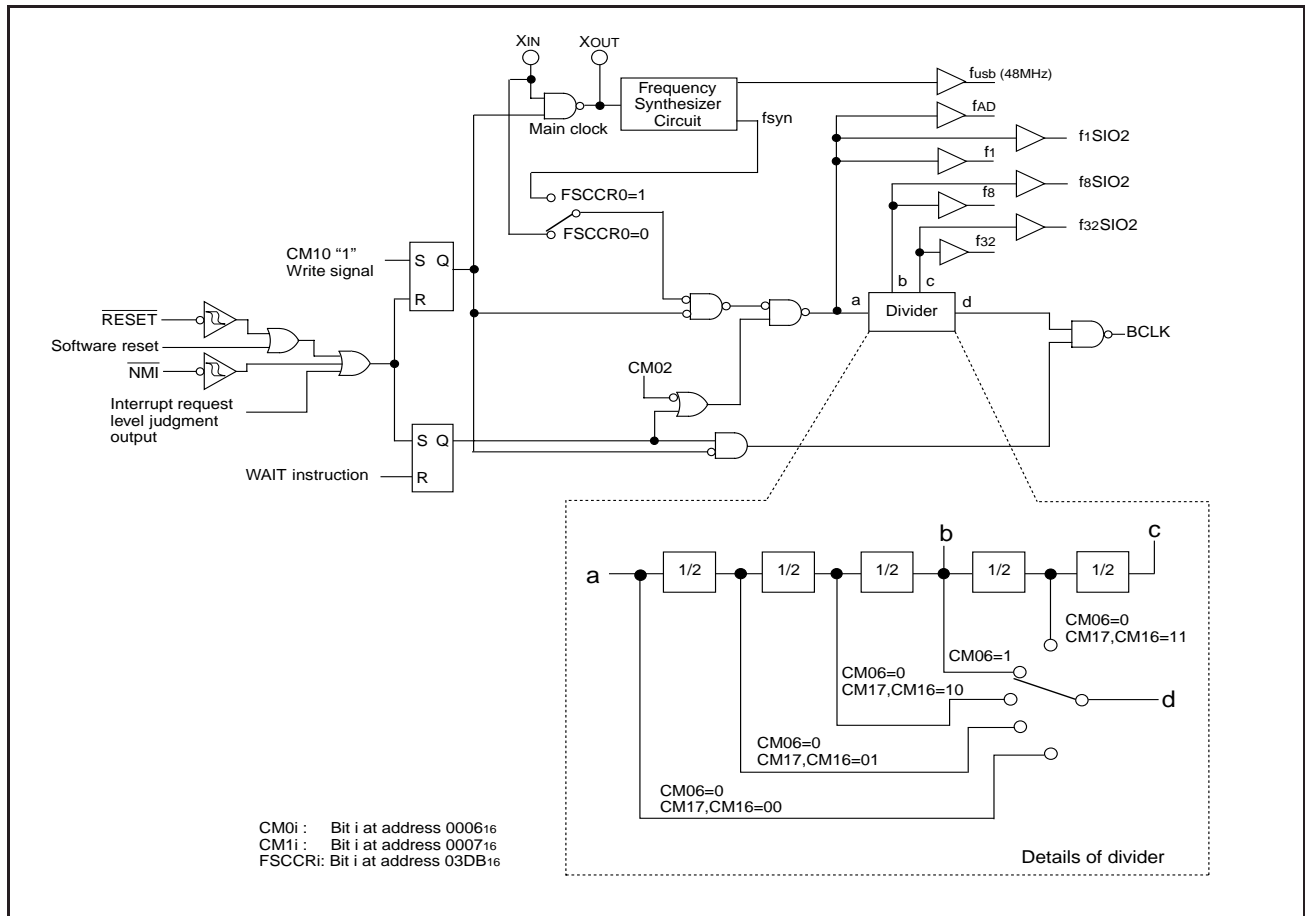 XIN
XOUT
Frequency
Synthesizer
Circuit
fusb (48MHz)
fAD
Main clock
fsyn
f1SIO2
f1
f8SIO2
FSCCR0=1
f8
f32SIO2
FSCCR0=0
f32
CM10 “1”
Write signal
S Q
R
b
c
a
Divider
d
RESET
Software reset
NMI
BCLK
CM02
Interrupt request
level judgment
output
S Q
R
WAIT instruction
b
c
a
1/2
1/2
1/2
1/2
1/2
CM06=0
CM17,CM16=11
CM06=1
CM06=0
CM17,CM16=10
d
CM06=0
CM17,CM16=01
CM06=0
CM17,CM16=00
CM0i : Bit i at address 000616
CM1i : Bit i at address 000716
FSCCRi: Bit i at address 03DB16
Details of divider